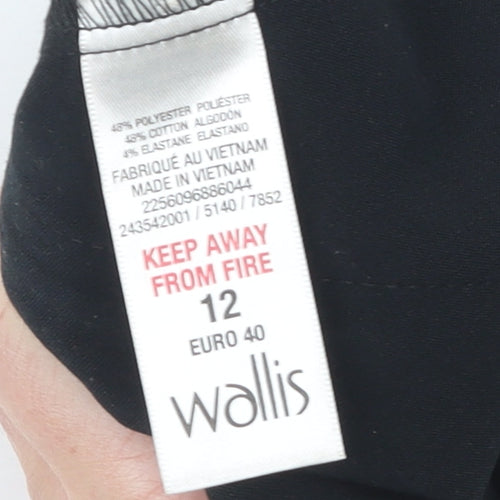 48% POLYESTER POLIÉSTER
48% COTTON ALGODÓN
4% ELASTANE ELASTANO
FABRIQUÉ AU VIETNAM
MADE IN VIETNAM
2256096886044
243542001 / 5140 / 7852
KEEP AWAY
FROM FIRE
12
EURO 40
wallis